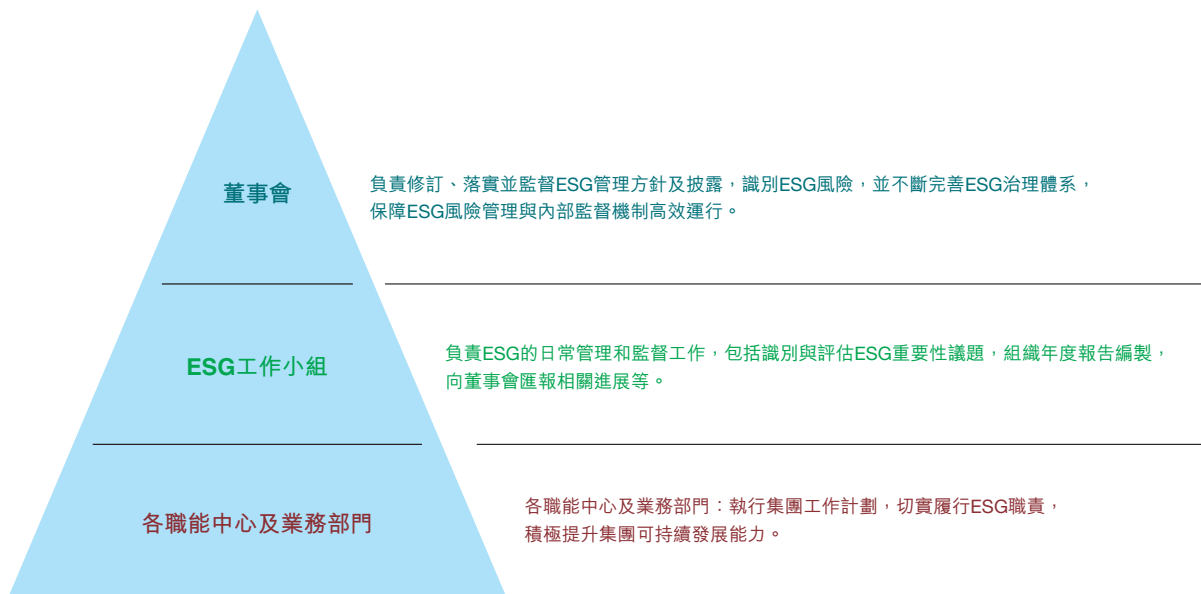 董事會
負責修訂、落實並監督ESG管理方針及披露，識別ESG風險，並不斷完善ESG治理體系，
保障ESG風險管理與內部監督機制高效運行。
ESG工作小組
負責ESG的日常管理和監督工作，包括識別與評估ESG重要性議題，組織年度報告編製，
向董事會匯報相關進展等。
各職能中心及業務部門
各職能中心及業務部門：執行集團工作計劃，切實履行ESG職責，
積極提升集團可持續發展能力。